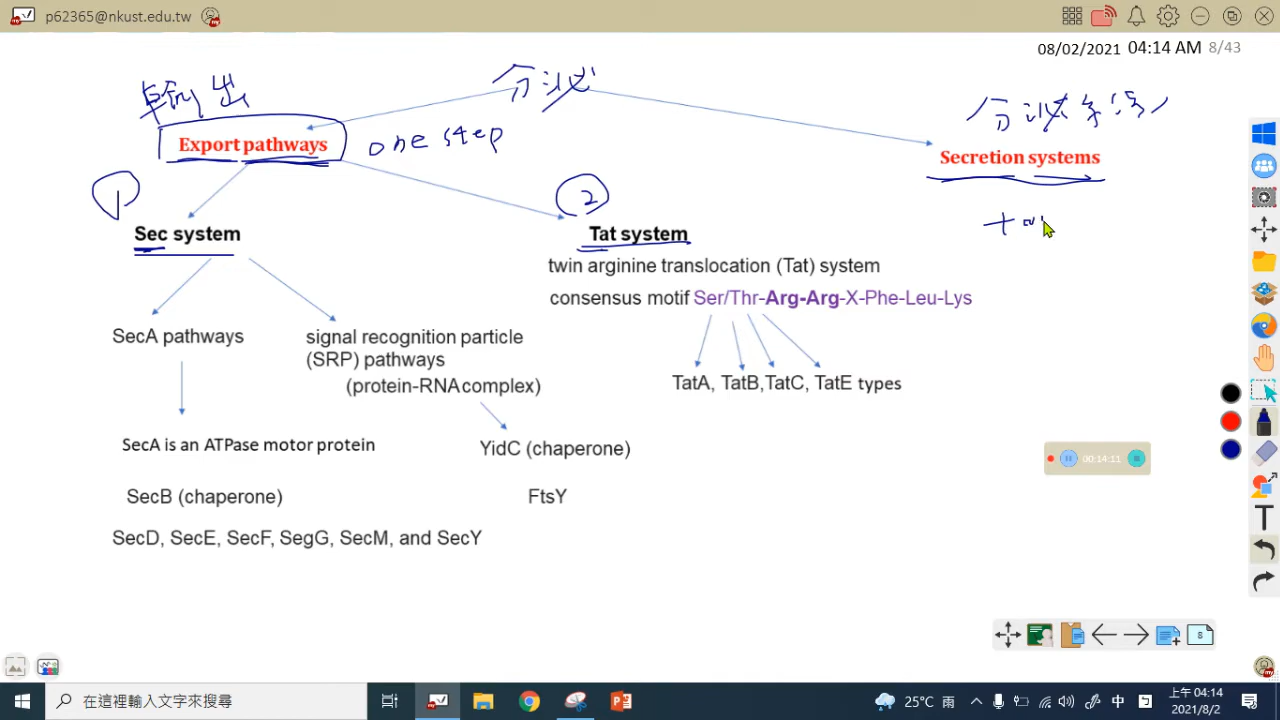 p62365@nkust.edu.tw
08/02/2021 04:14 AM 8/43
分泌
輸出
分泌系統
Export pathways
one step
Secretion systems
1
2
Sec system
Tat system
twin arginine translocation (Tat) system
consensus motif Ser/Thr-Arg-Arg-X-Phe-Leu-Lys
SecA pathways
signal recognition particle
(SRP) pathways
(protein-RNA complex)
TatA, TatB,TatC, TatE types
SecA is an ATPase motor protein
YidC (chaperone)
00:14:11
SecB (chaperone)
FtsY
SecD, SecE, SecF, SegG, SecM, and SecY
8
在這裡輸入文字來搜尋
25°C 雨
中
上午 04:14
2021/8/2